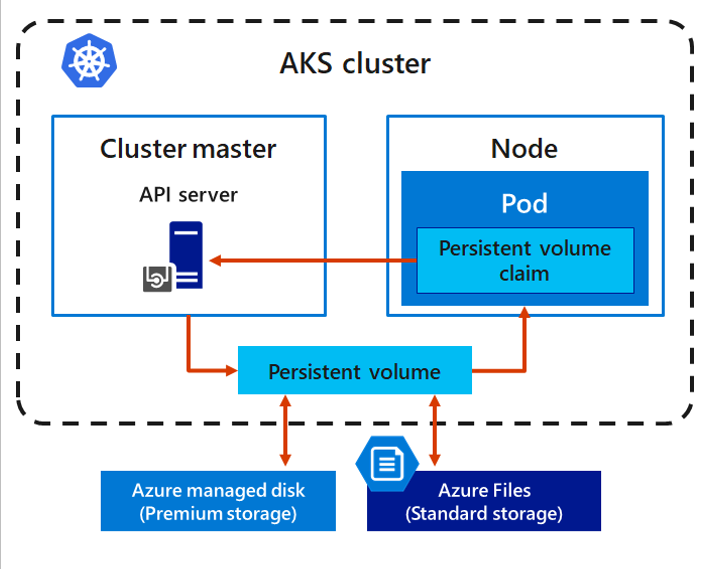 AKS cluster
Cluster master
API server
Node
Pod
Persistent volume
claim
Persistent volume
Azure managed disk
(Premium storage)
Azure Files
(Standard storage)